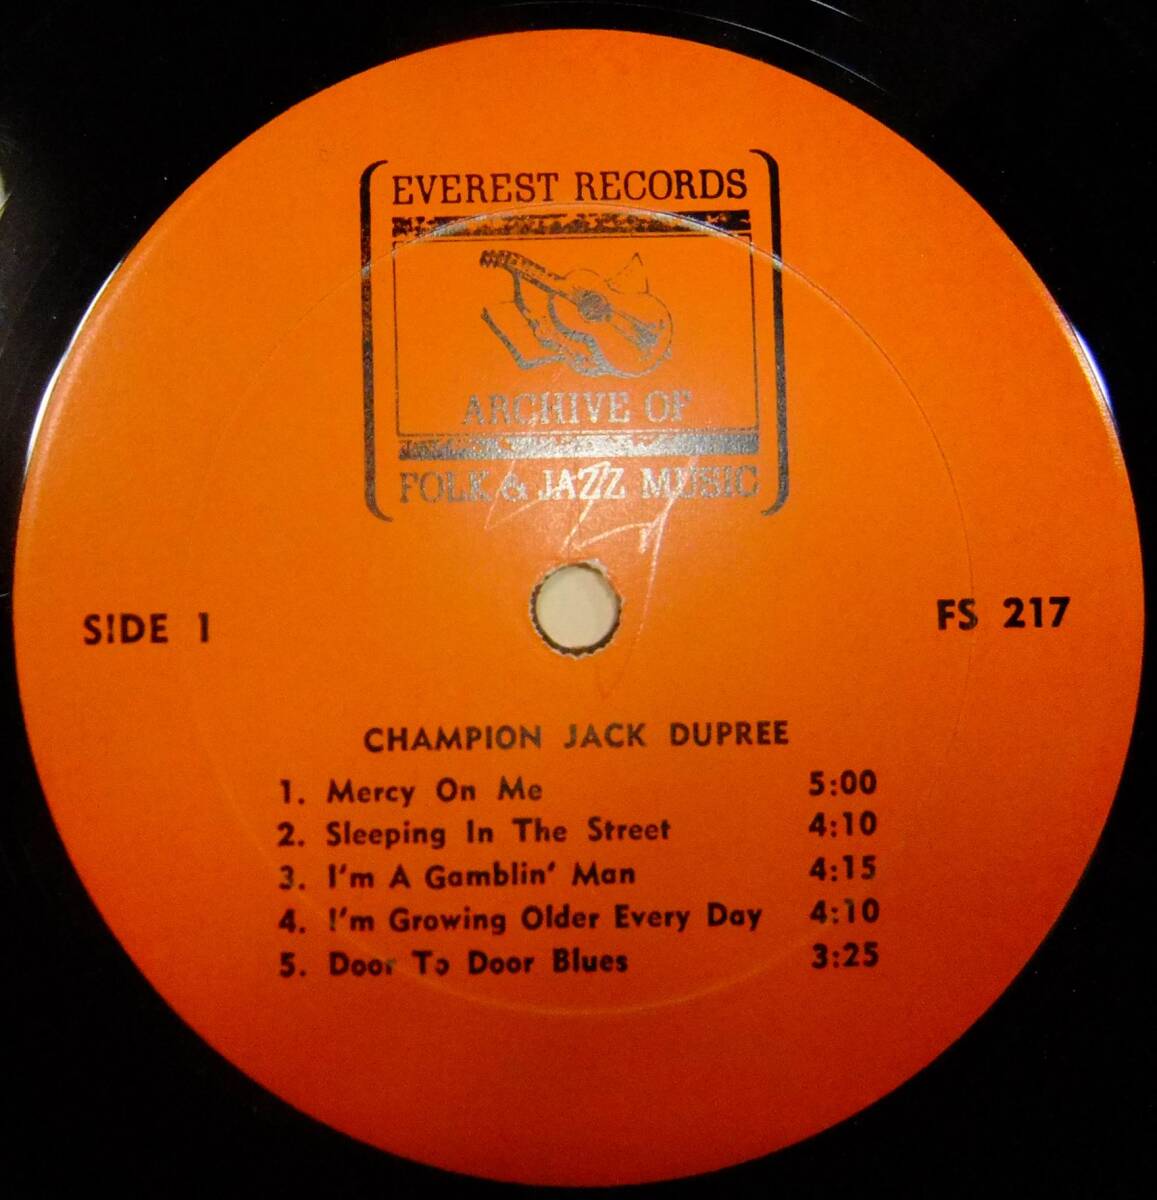 EVEREST RECORDS
ARCHIVE OF
FOLK & JAZZ MUSIC
SIDE 1
FS 217
CHAMPION JACK DUPREE
1. Mercy On Me 5:00
2. Sleeping In The Street 4:10
3. I'm A Gamblin' Man 4:15
4. I'm Growing Older Every Day 4:10
5. Door To Door Blues 3:25